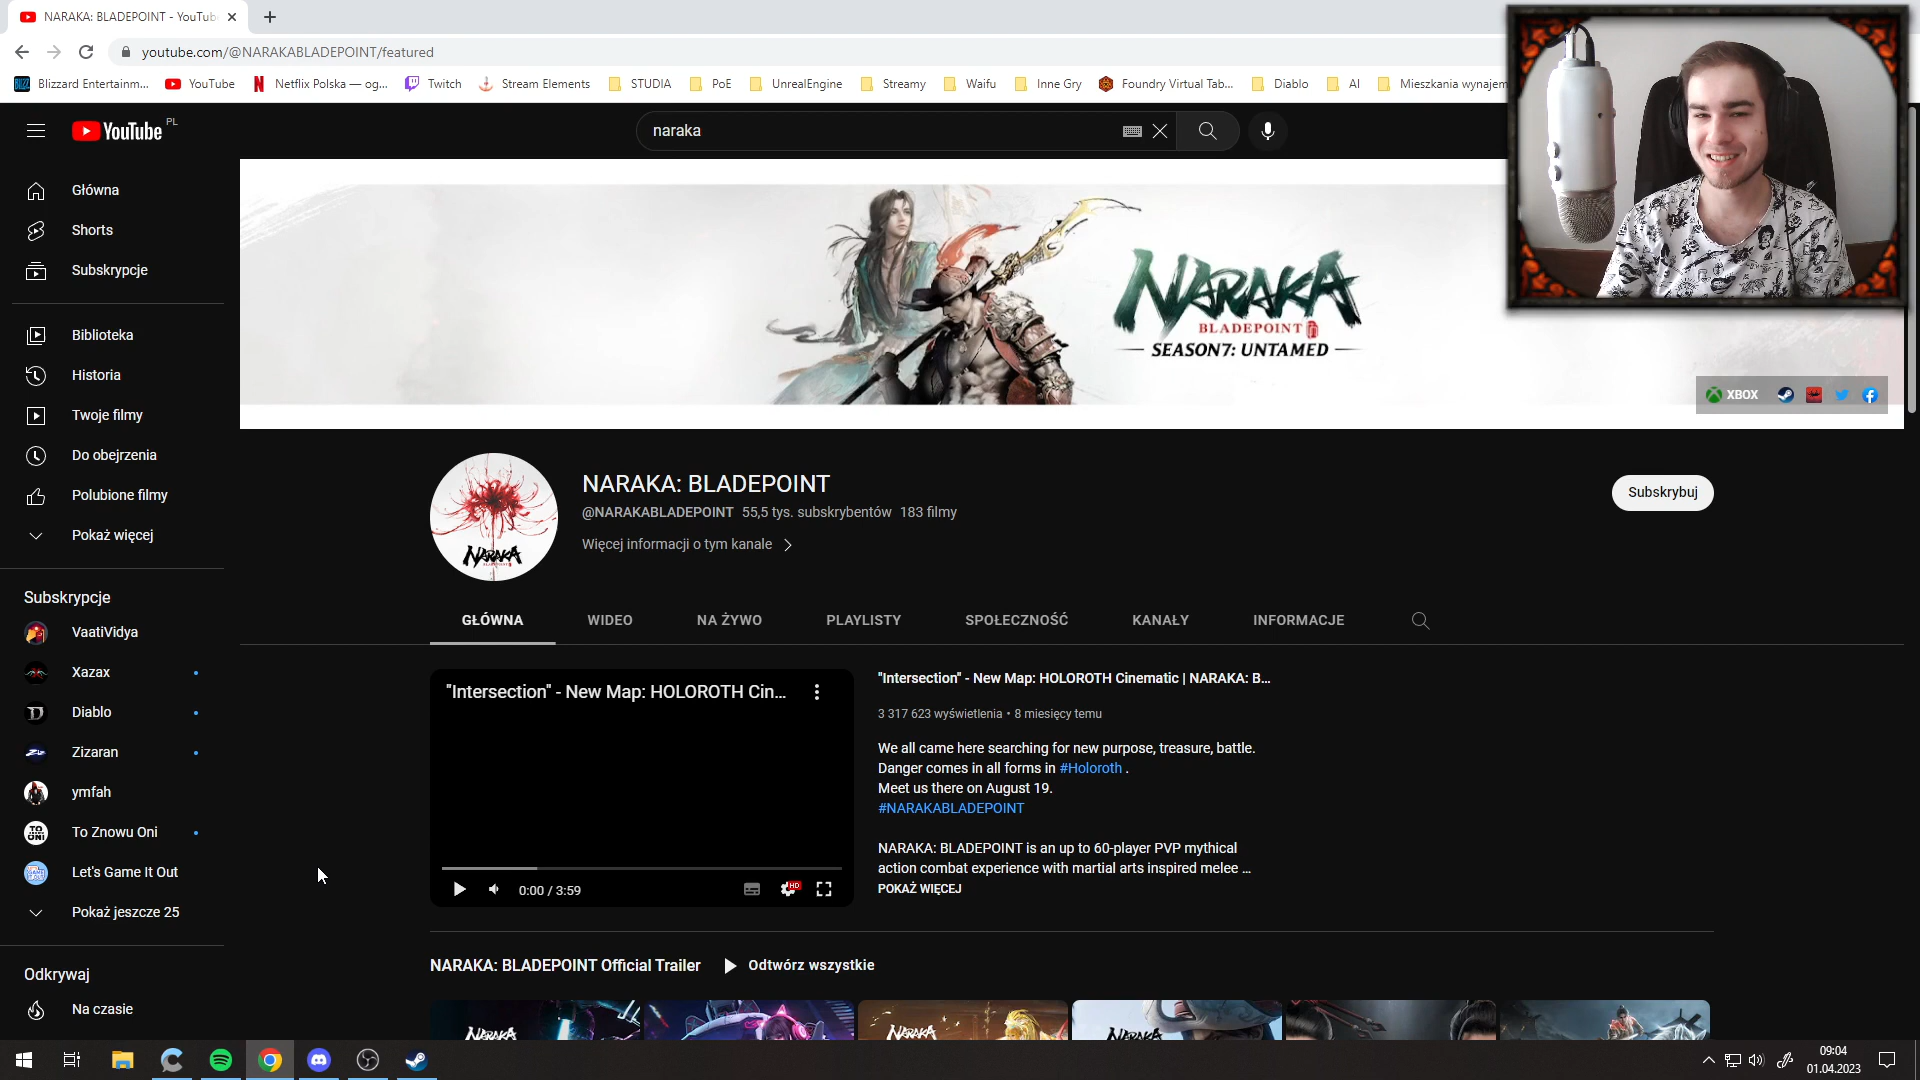 NARAKA: BLADEPOINT - YouTub
youtube.com/@NARAKABLADEPOINT/featured
Blizzard Entertainm... YouTube Netflix Polska — og... Twitch Stream Elements STUDIA PoE UnrealEngine Streamy Waifu Inne Gry Foundry Virtual Tab... Diablo AI Mieszkania wynajem
YouTube PL
naraka
Główna
Shorts
Subskrypcje
Biblioteka
Historia
Twoje filmy
Do obejrzenia
Polubione filmy
Pokaż więcej
Subskrypcje
VaatiVidya
Xazax
Diablo
Zizaran
ymfah
To Znowu Oni
Let's Game It Out
Pokaż jeszcze 25
Odkrywaj
Na czasie
NARAKA
BLADEPOINT
SEASON7: UNTAMED
XBOX
NARAKA
NARAKA: BLADEPOINT
@NARAKABLADEPOINT 55,5 tys. subskrybentów 183 filmy
Więcej informacji o tym kanale
Subskrybuj
GŁÓWNA WIDEO NA ŻYWO PLAYLISTY SPOŁECZNOŚĆ KANAŁY INFORMACJE
"Intersection" - New Map: HOLOROTH Cin...
0:00 / 3:59
HD
"Intersection" - New Map: HOLOROTH Cinematic | NARAKA: B...
3 317 623 wyświetlenia • 8 miesięcy temu
We all came here searching for new purpose, treasure, battle.
Danger comes in all forms in #Holoroth .
Meet us there on August 19.
#NARAKABLADEPOINT
NARAKA: BLADEPOINT is an up to 60-player PVP mythical
action combat experience with martial arts inspired melee ...
POKAŻ WIĘCEJ
NARAKA: BLADEPOINT Official Trailer Odtwórz wszystkie
NARAKA NARAKA NARAKA
09:04
01.04.2023